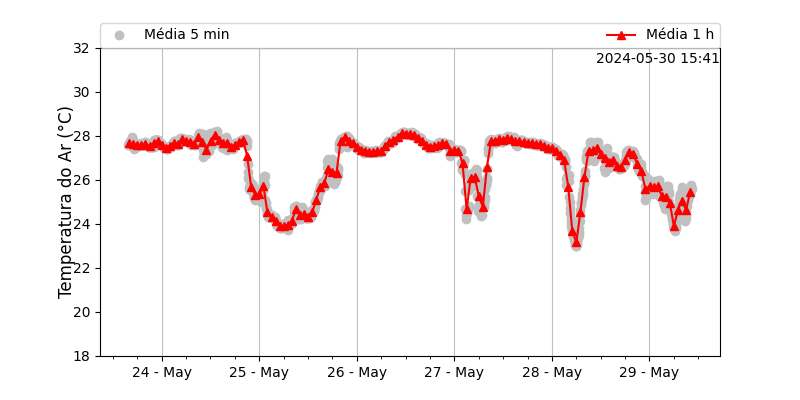 Média 5 min
Média 1 h
2024-05-30 15:41
Temperatura do Ar (°C)
32
30
28
26
24
22
20
18
24 - May
25 - May
26 - May
27 - May
28 - May
29 - May